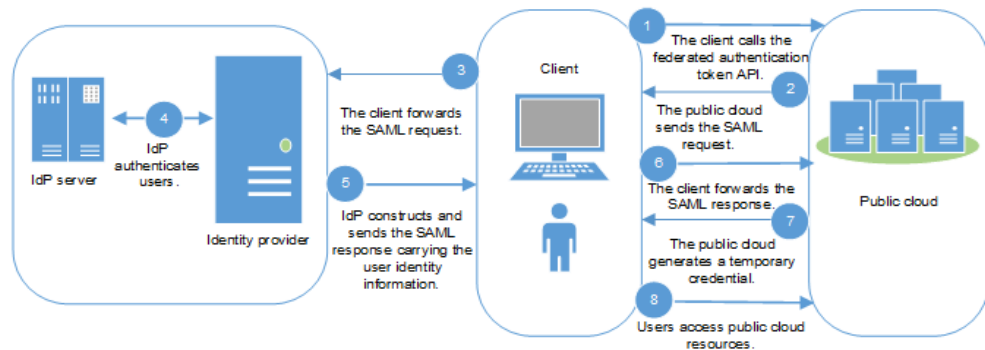 1
The client calls the
federated authentication
token API.
2
The public cloud
sends the SAML
request.
3
The client forwards
the SAML request.
Client
4
IdP
authenticates
users.
IdP server
Identity provider
5
IdP constructs and
sends the SAML
response carrying the
user identity
information.
6
The client forwards the
SAML response.
7
The public cloud
generates a temporary
credential.
8
Users access public cloud
resources.
Public cloud